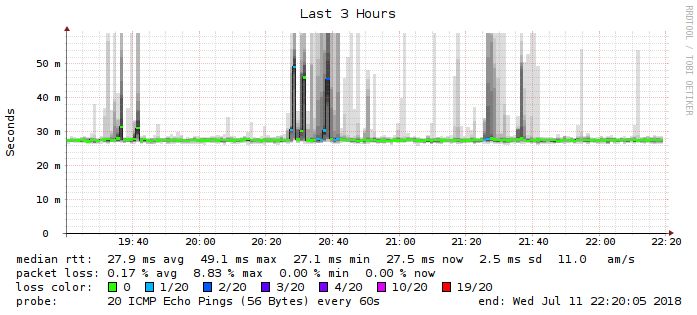 Last 3 Hours
RRDTOOL / TOBI OETIKER
Seconds
50 m
40 m
30 m
20 m
10 m
0
19:40 20:00 20:20 20:40 21:00 21:20 21:40 22:00 22:20
median rtt: 27.9 ms avg 49.1 ms max 27.1 ms min 27.5 ms now 2.5 ms sd 11.0 am/s
packet loss: 0.17 % avg 8.83 % max 0.00 % min 0.00 % now
loss color: 0 1/20 2/20 3/20 4/20 10/20 19/20
probe: 20 ICMP Echo Pings (56 Bytes) every 60s end: Wed Jul 11 22:20:05 2018